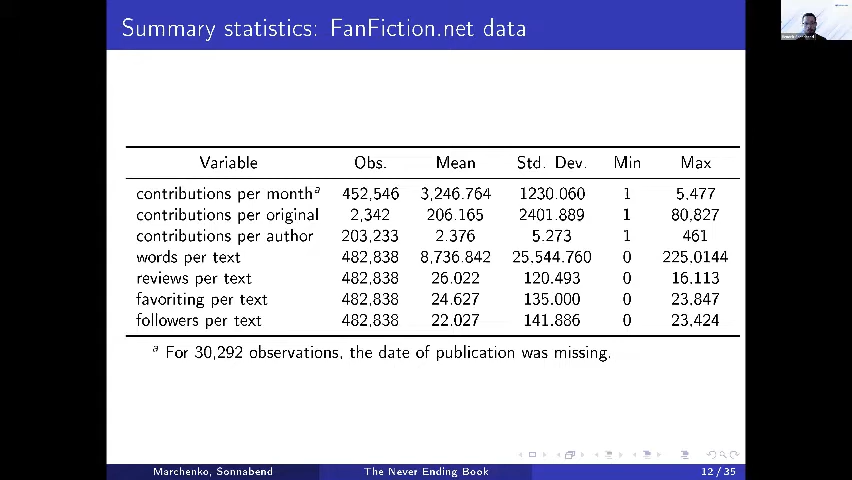 Summary statistics: FanFiction.net data
Variable Obs. Mean Std. Dev. Min Max
contributions per monthᵃ 452,546 3,246.764 1230.060 1 5,477
contributions per original 2,342 206.165 2401.889 1 80,827
contributions per author 203,233 2.376 5.273 1 461
words per text 482,838 8,736.842 25,544.760 0 225,0144
reviews per text 482,838 26.022 120.493 0 16,113
favoriting per text 482,838 24.627 135.000 0 23,847
followers per text 482,838 22.027 141.886 0 23,424
ᵃ For 30,292 observations, the date of publication was missing.
Marchenko, Sonnabend The Never Ending Book 12 / 35